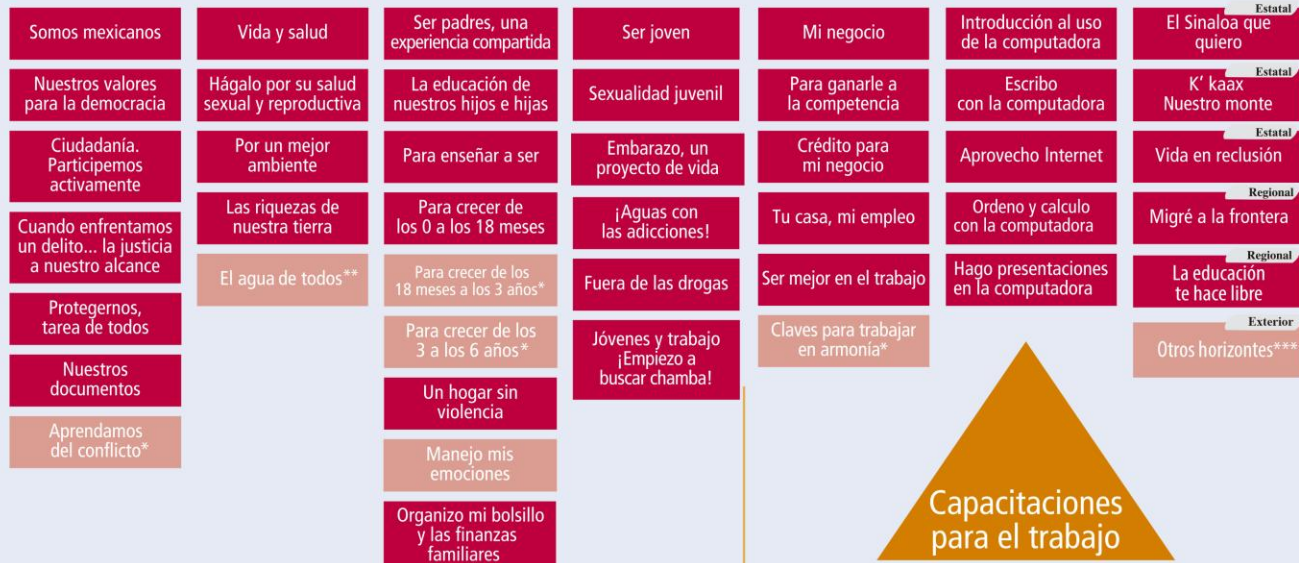 Somos mexicanos
Nuestros valores
para la democracia
Ciudadanía.
Participemos
activamente
Cuando enfrentamos
un delito... la justicia
a nuestro alcance
Protegernos,
tarea de todos
Nuestros
documentos
Aprendamos
del conflicto*
Vida y salud
Hágalo por su salud
sexual y reproductiva
Por un mejor
ambiente
Las riquezas de
nuestra tierra
El agua de todos**
Ser padres, una
experiencia compartida
La educación de
nuestros hijos e hijas
Para enseñar a ser
Para crecer de
los 0 a los 18 meses
Para crecer de los
18 meses a los 3 años*
Para crecer de los
3 a los 6 años*
Un hogar sin
violencia
Manejo mis
emociones
Organizo mi bolsillo
y las finanzas
familiares
Ser joven
Sexualidad juvenil
Embarazo, un
proyecto de vida
¡Aguas con
las adicciones!
Fuera de las drogas
Jóvenes y trabajo
¡Empiezo a
buscar chamba!
Mi negocio
Para ganarle a
la competencia
Crédito para
mi negocio
Tu casa, mi empleo
Ser mejor en el trabajo
Claves para trabajar
en armonía*
Introducción al uso
de la computadora
Escribo
con la computadora
Aprovecho Internet
Ordeno y calculo
con la computadora
Hago presentaciones
en la computadora
Estatal
El Sinaloa que
quiero
Estatal
K' kaax
Nuestro monte
Estatal
Vida en reclusión
Regional
Migré a la frontera
Regional
La educación
te hace libre
Exterior
Otros horizontes***
Capacitaciones
para el trabajo